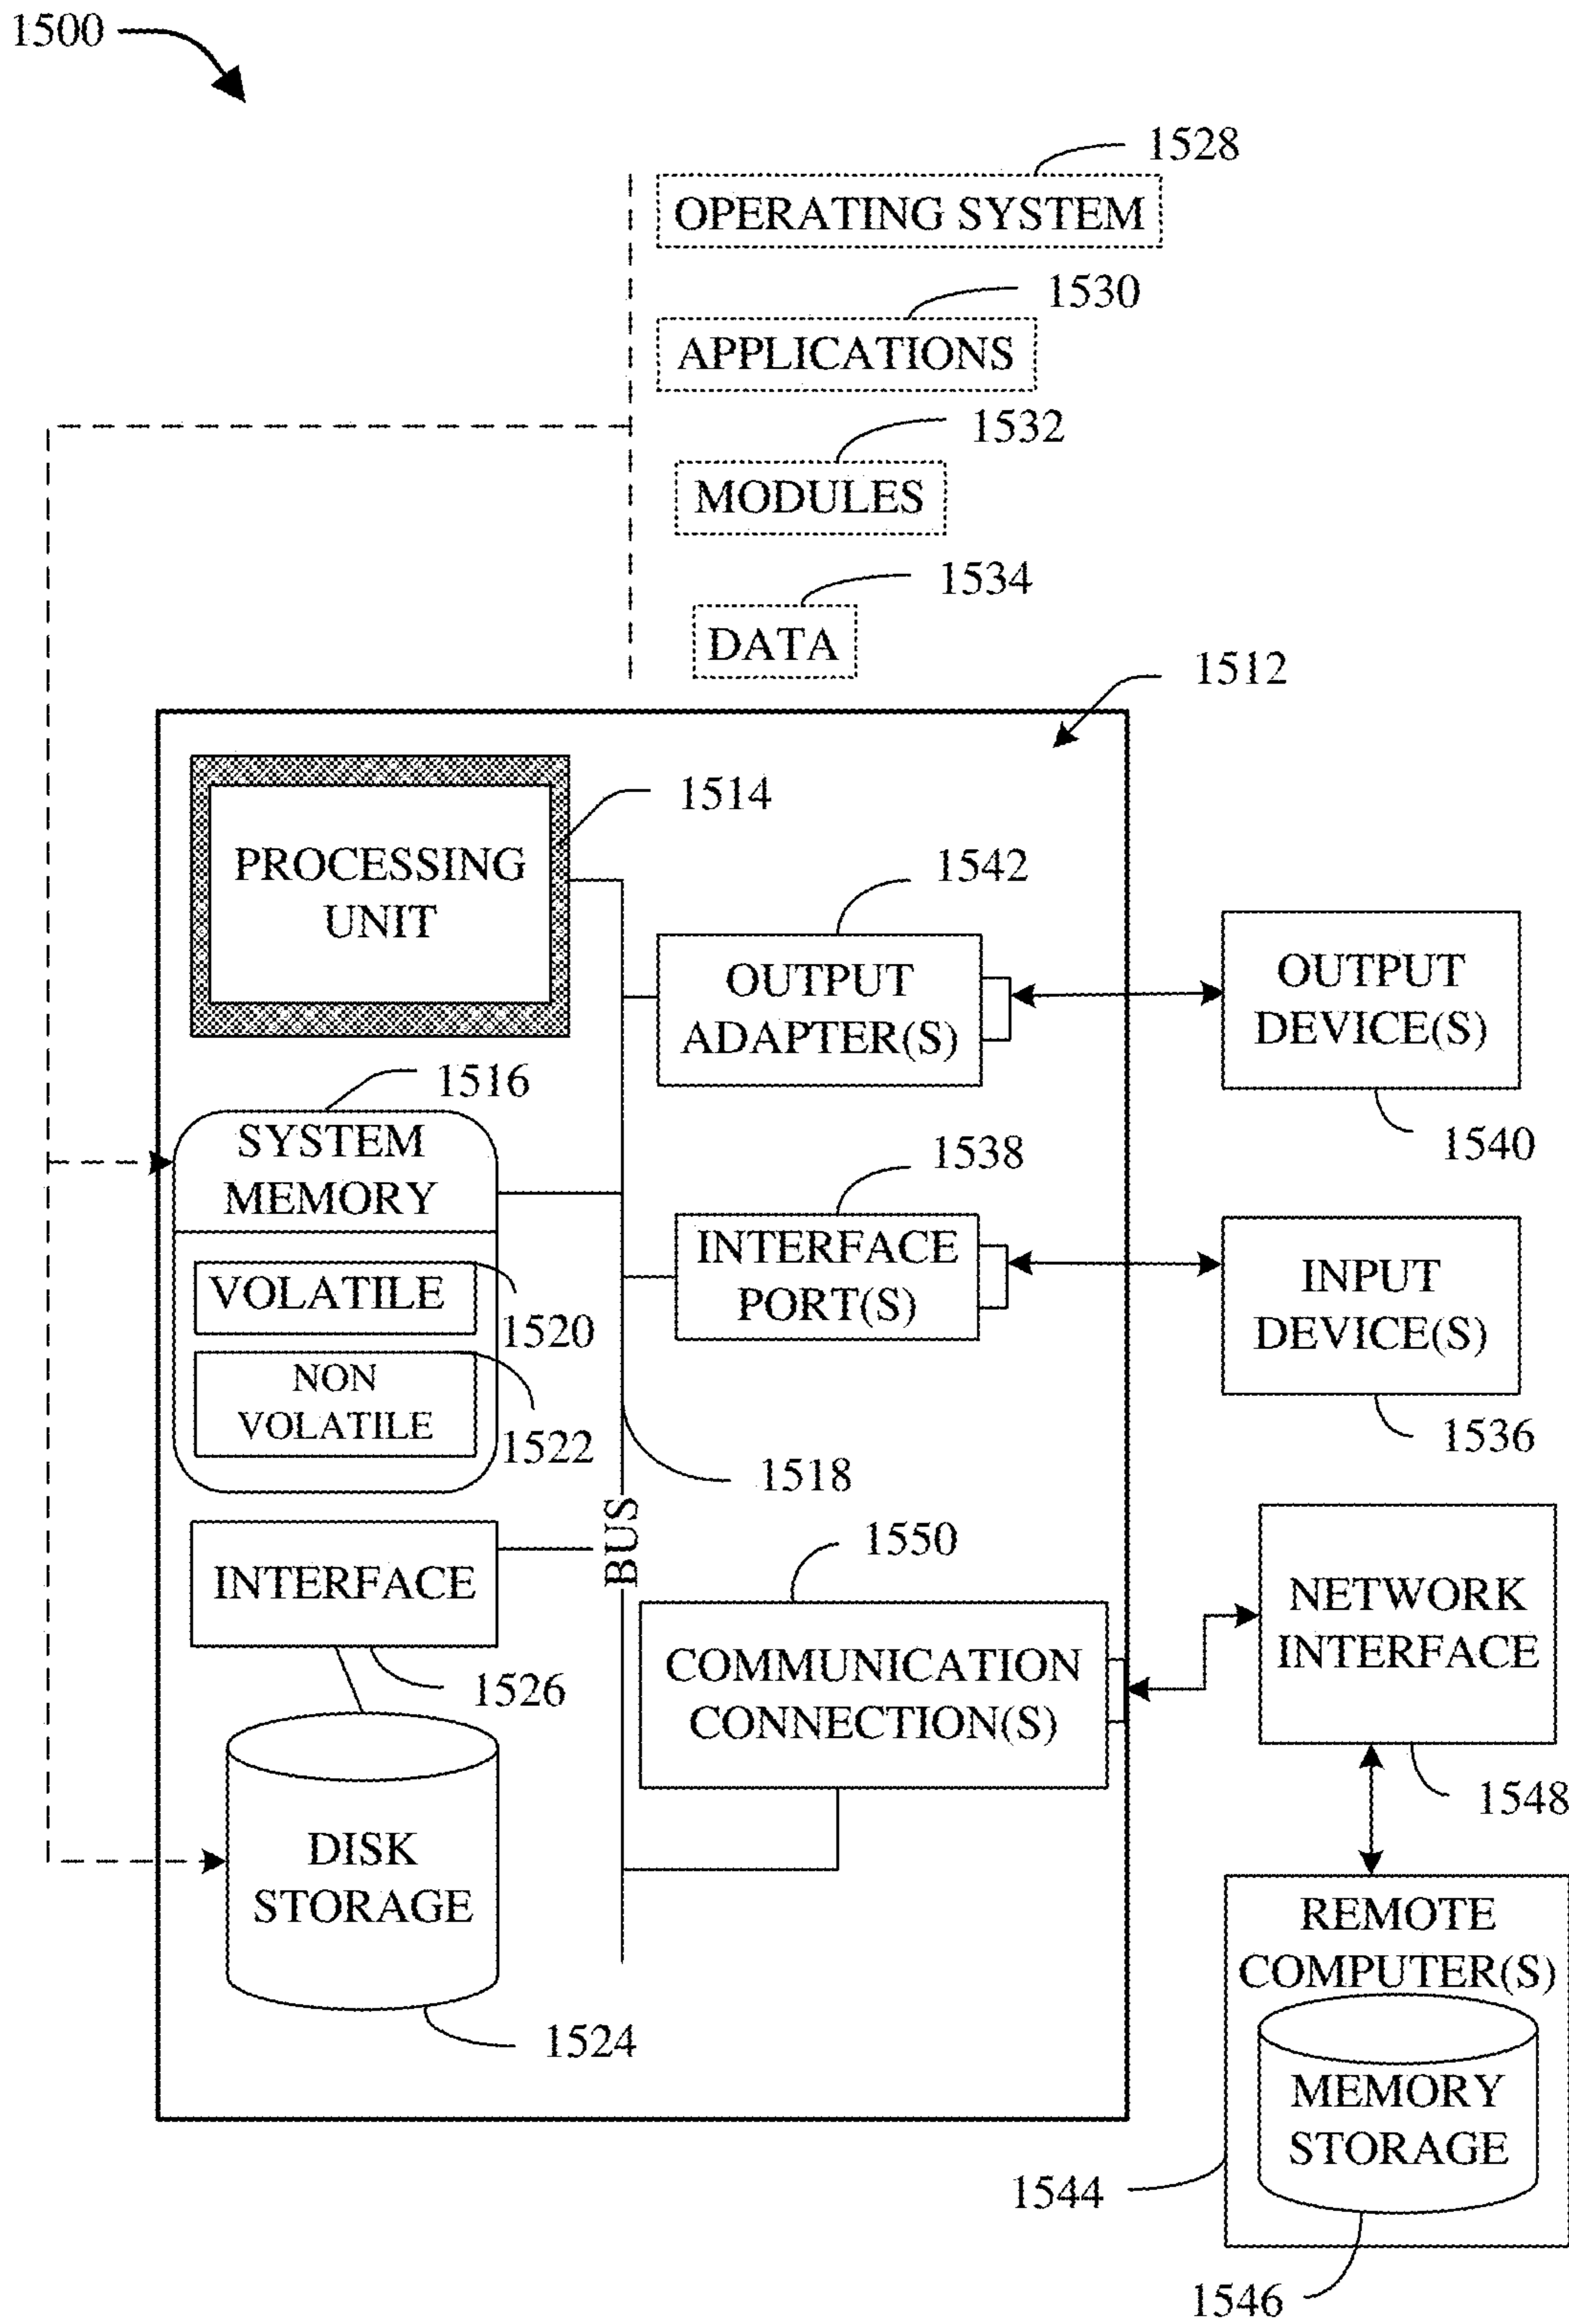 1500
1528
OPERATING SYSTEM
1530
APPLICATIONS
1532
MODULES
1534
DATA
1512
PROCESSING
UNIT
1514
1542
OUTPUT
ADAPTER(S)
OUTPUT
DEVICE(S)
1540
1516
SYSTEM
MEMORY
VOLATILE
1520
NON
VOLATILE
1522
1538
INTERFACE
PORT(S)
INPUT
DEVICE(S)
1536
1518
BUS
INTERFACE
1526
1550
COMMUNICATION
CONNECTION(S)
NETWORK
INTERFACE
1548
DISK
STORAGE
1524
REMOTE
COMPUTER(S)
MEMORY
STORAGE
1544
1546